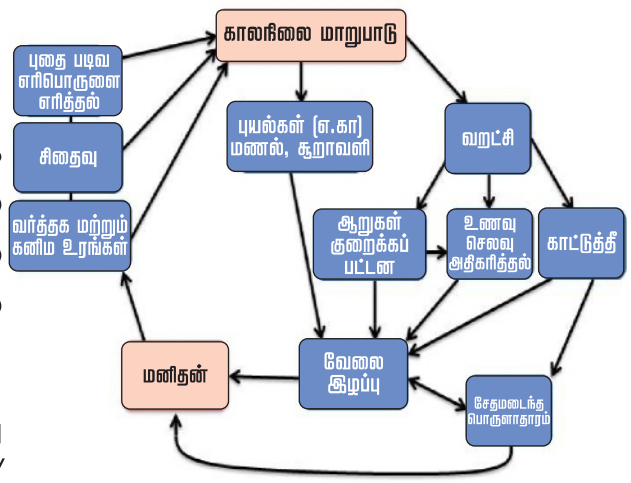 காலநிலை மாறுபாடு
புதை படிவ
எரிபொருளை
எரித்தல்
சிதைவு
வர்த்தக மற்றும்
கனிம உரங்கள்
புயல்கள் (எ.கா)
மணல், சூறாவளி
வறட்சி
ஆறுகள்
குறைக்கப்
பட்டன
உணவு
செலவு
அதிகரித்தல்
காட்டுத்தீ
மனிதன்
வேலை
இழப்பு
சேதமடைந்த
பொருளாதாரம்